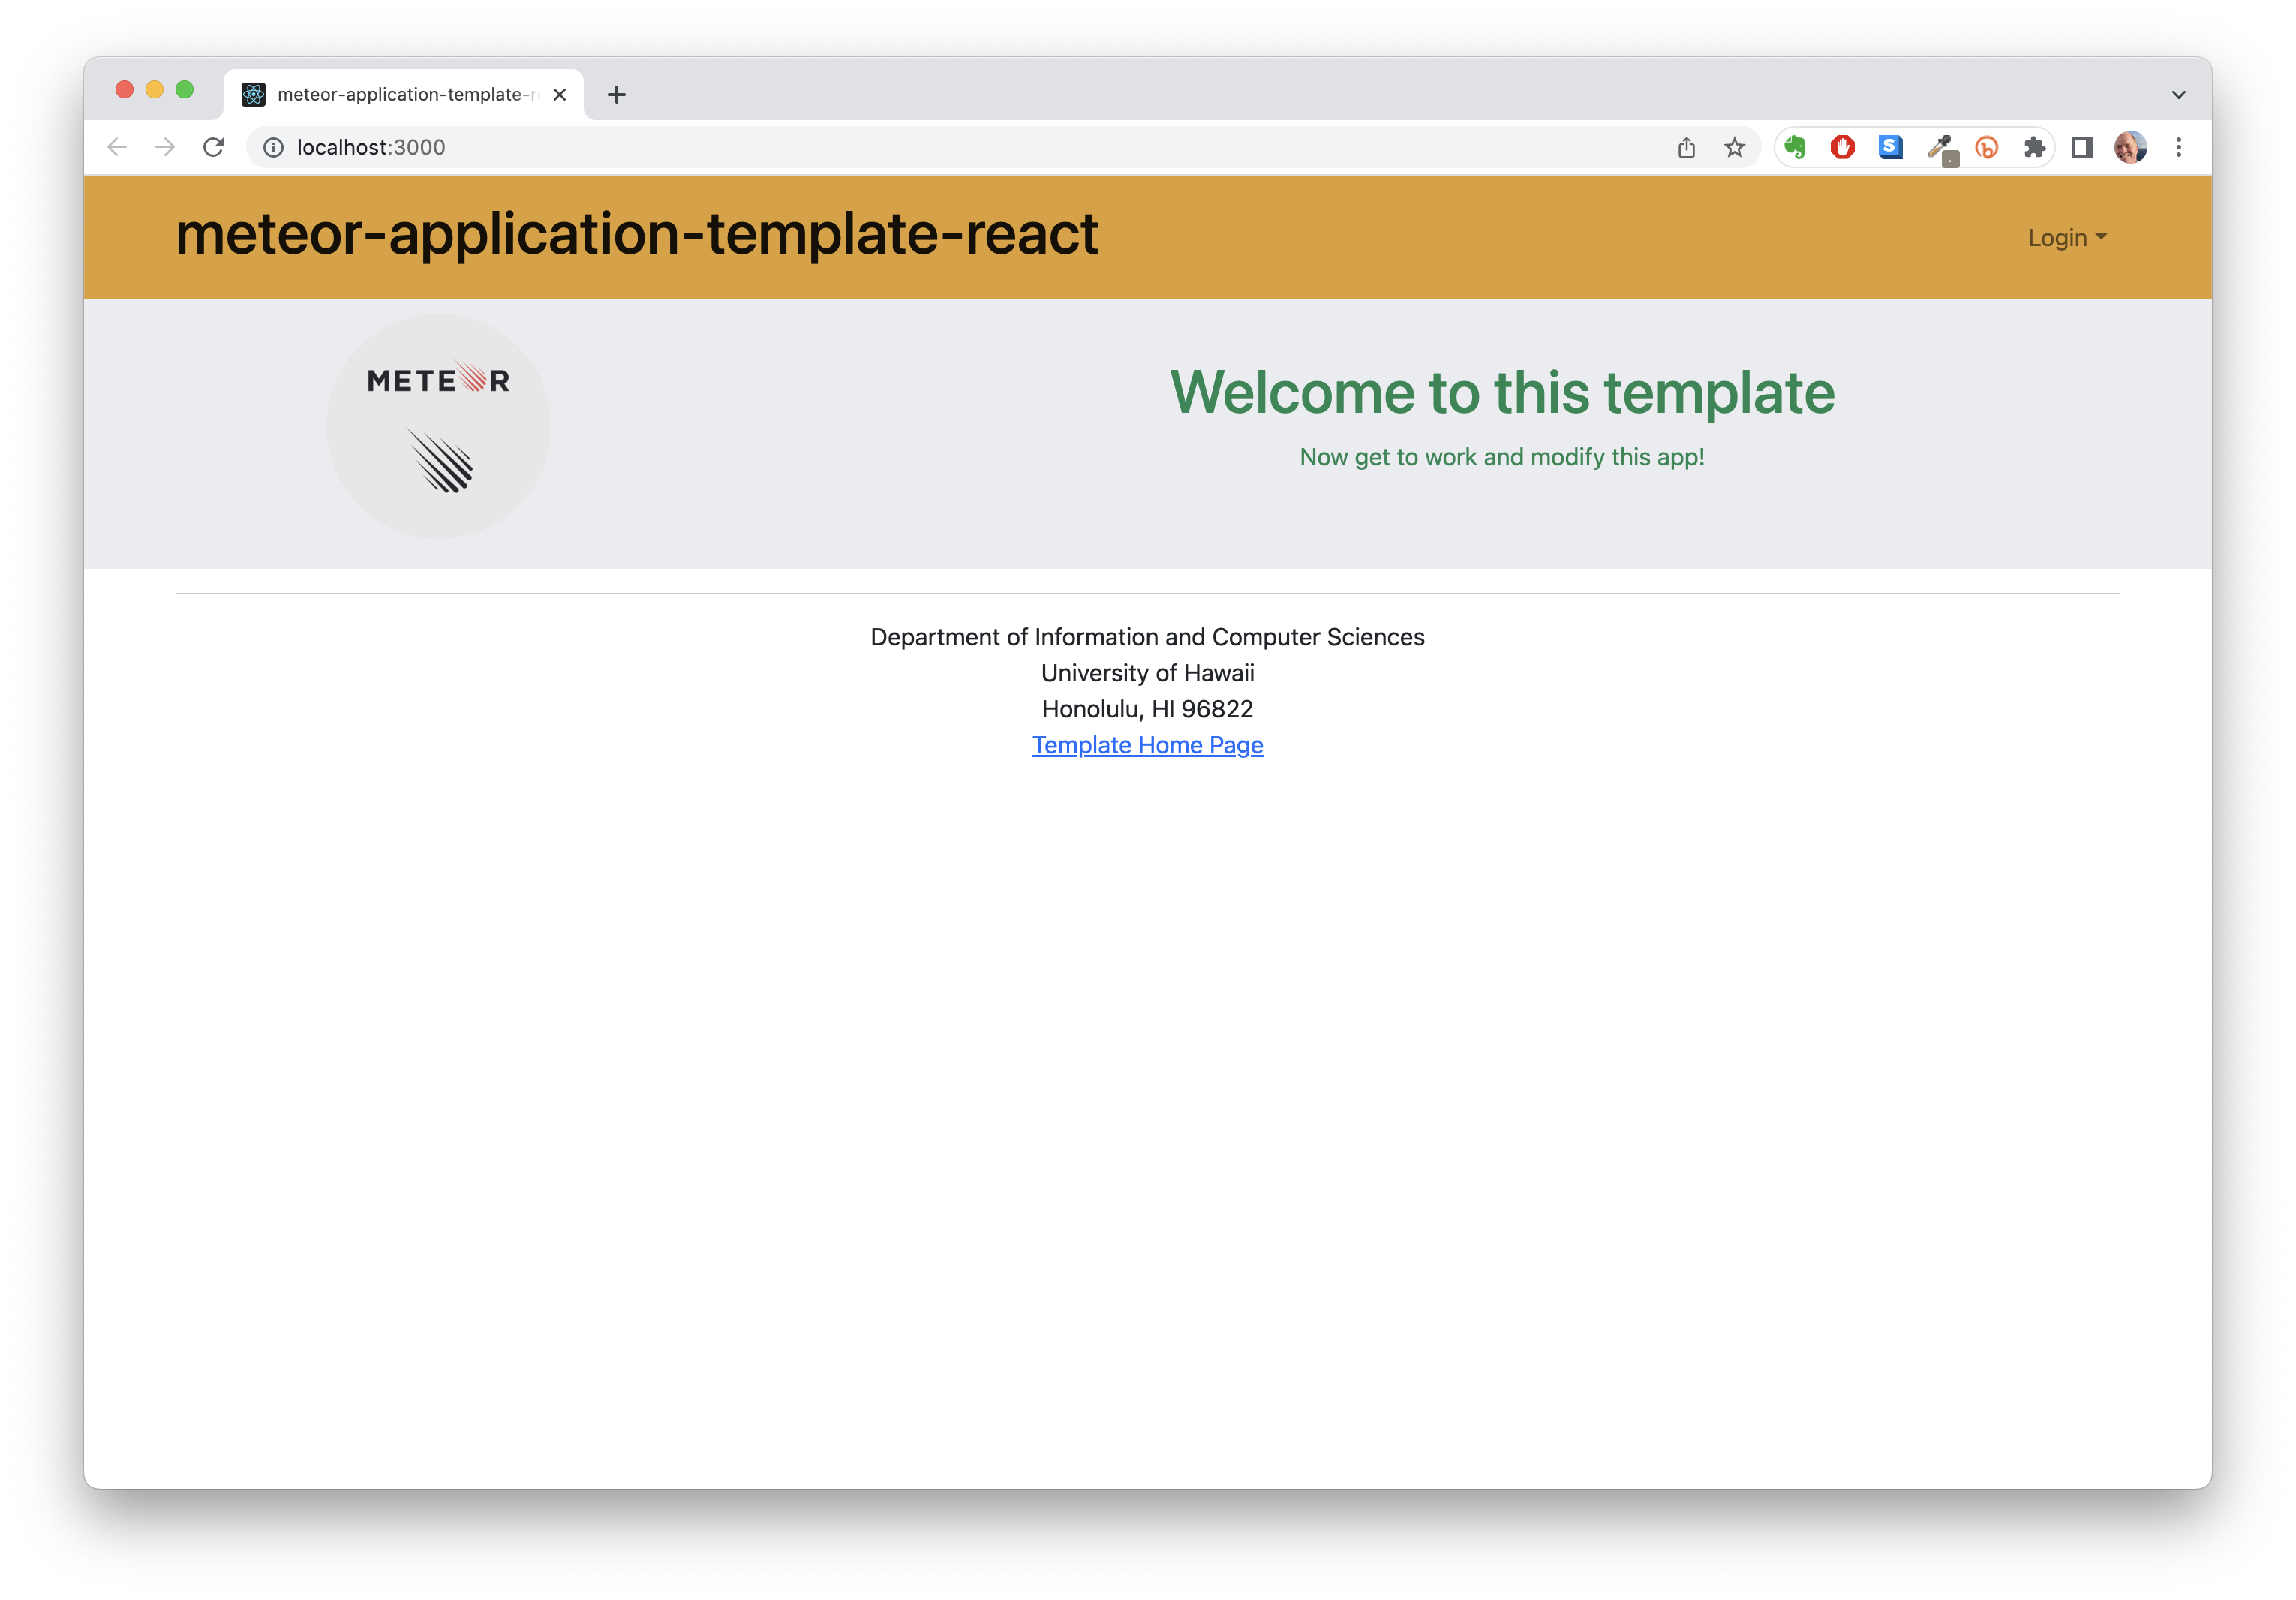 meteor-application-template-r
localhost:3000
meteor-application-template-react
Login
METEOR
Welcome to this template
Now get to work and modify this app!
Department of Information and Computer Sciences
University of Hawaii
Honolulu, HI 96822
Template Home Page